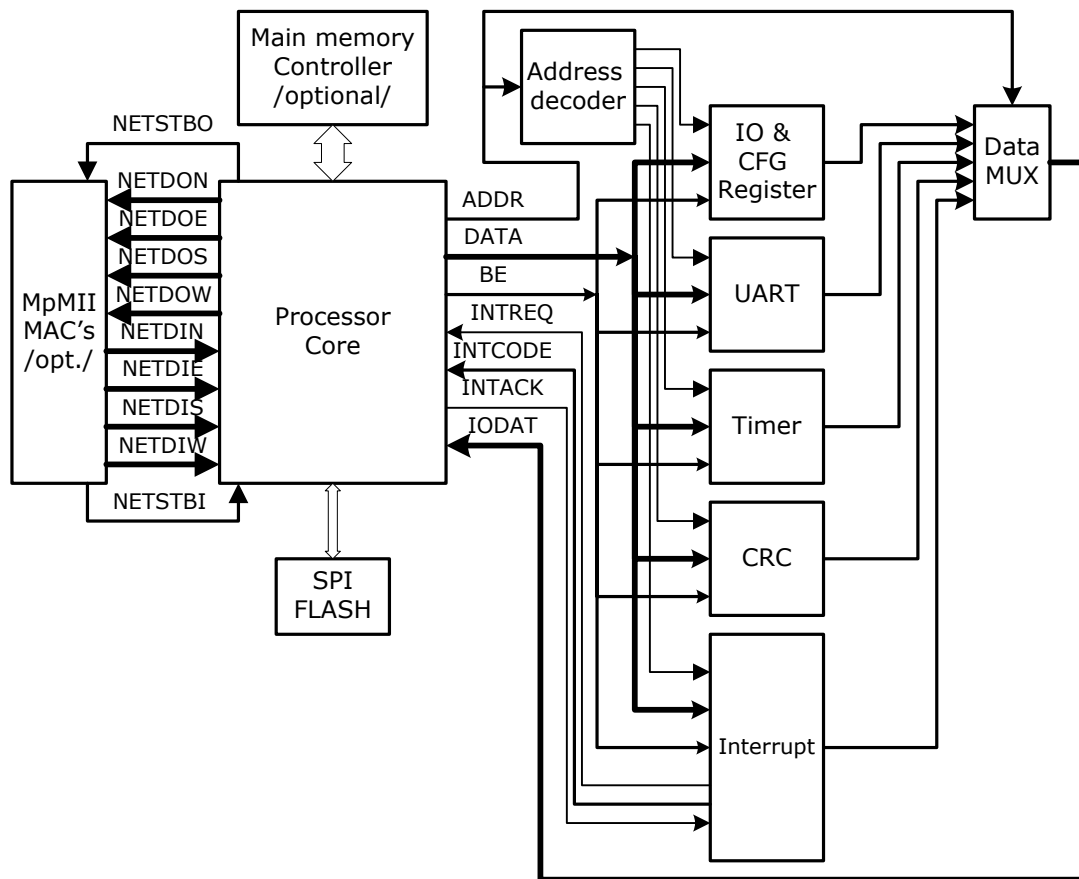 Main memory
Controller
/optional/
Address
decoder
IO &
CFG
Register
Data
MUX
NETSTBO
NETDON
NETDOE
NETDOS
NETDOW
NETDIN
NETDIE
NETDIS
NETDIW
NETSTBI
MpMII
MAC's
/opt./
Processor
Core
ADDR
DATA
BE
INTREQ
INTCODE
INTACK
IODAT
UART
Timer
CRC
Interrupt
SPI
FLASH